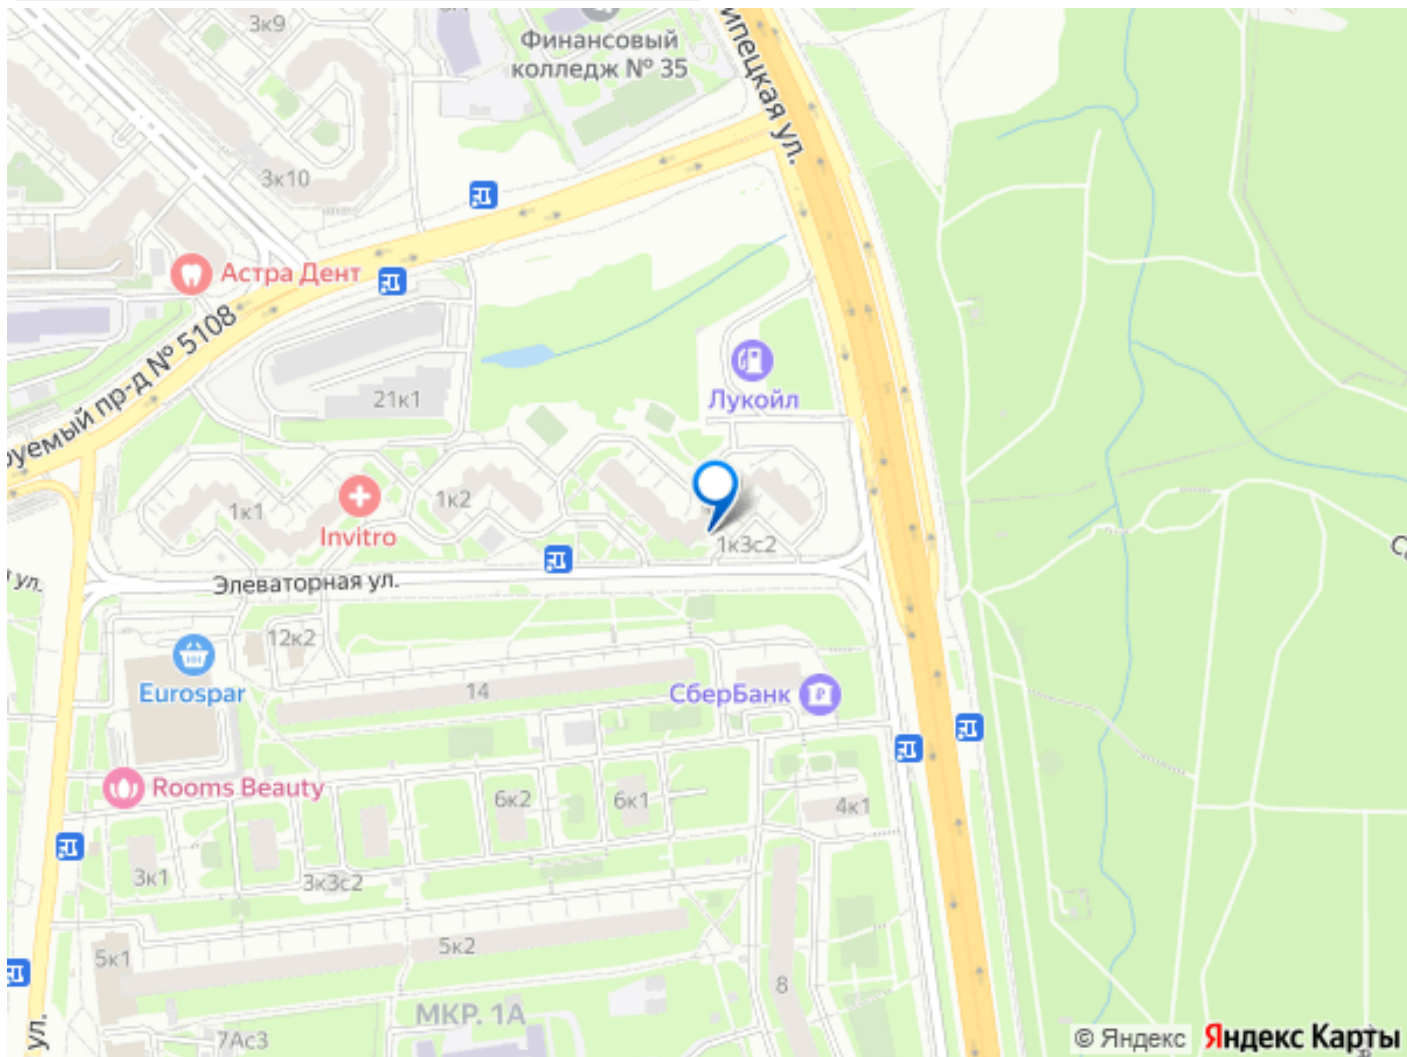 3к9
Финансовый
колледж № 35
ипецкая ул.
3к10
Астра Дент
руемый пр-д № 5108
21к1
Лукойл
1к1
Invitro
1к2
1к3с2
Элеваторная ул.
ул.
12к2
Eurospar
14
СберБанк
Rooms Beauty
6к2
6к1
4к1
3к1
3к3с2
5к1
5к2
8
МКР. 1А
7Ас3
ул.
© Яндекс Яндекс Карты